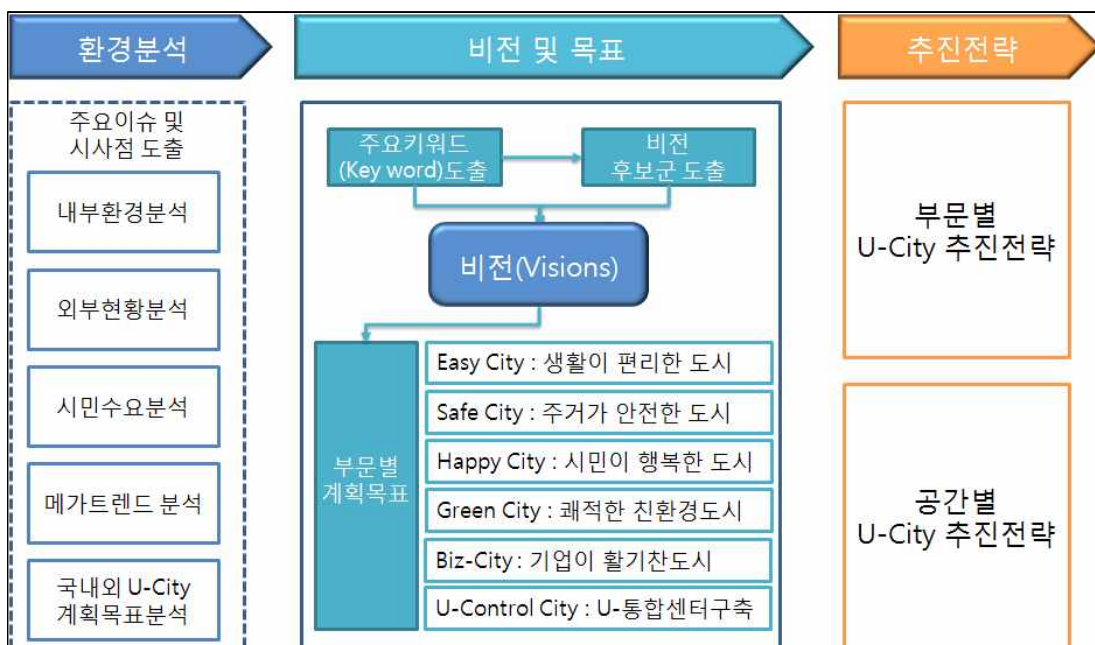 환경분석
비전 및 목표
추진전략
주요이슈 및
시사점 도출
내부환경분석
외부현황분석
시민수요분석
메가트렌드 분석
국내외 U-City
계획목표분석
주요키워드
(Key word)도출
비전
후보군 도출
비전(Visions)
부문별
계획목표
Easy City : 생활이 편리한 도시
Safe City : 주거가 안전한 도시
Happy City : 시민이 행복한 도시
Green City : 쾌적한 친환경도시
Biz-City : 기업이 활기찬도시
U-Control City : U-통합센터구축
부문별
U-City 추진전략
공간별
U-City 추진전략